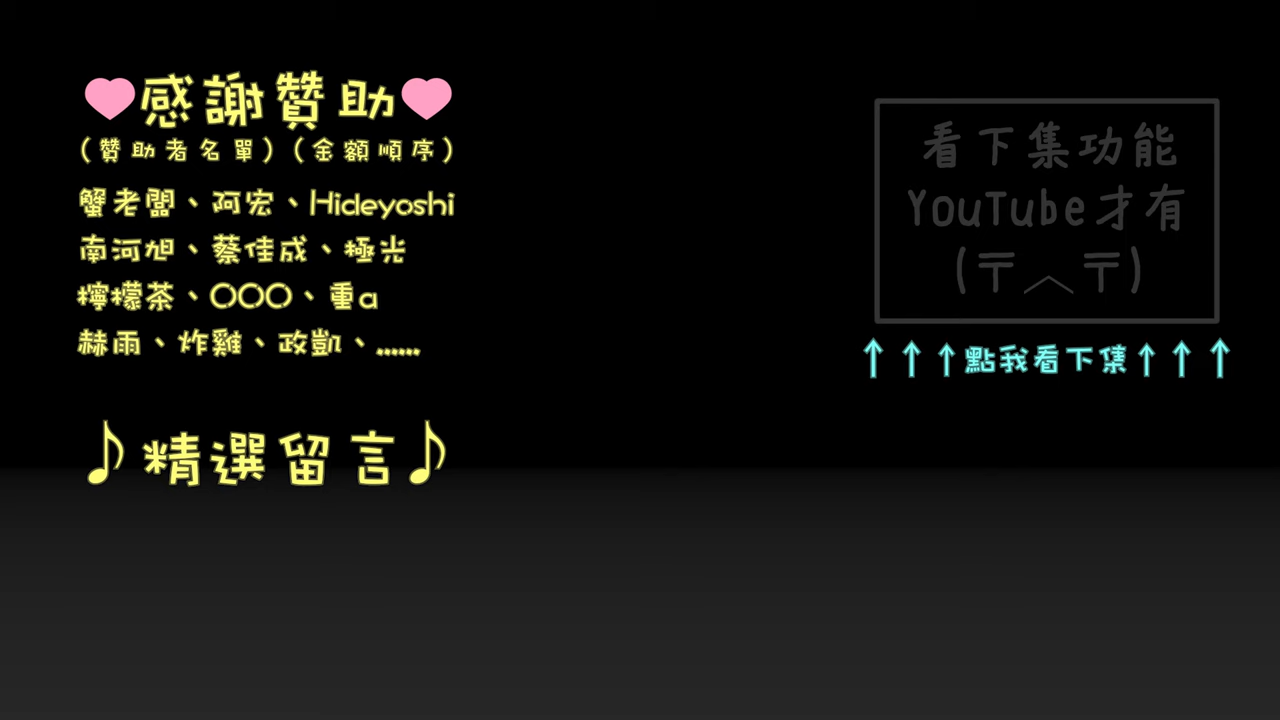 感謝贊助
(贊助者名單)(金額順序)
蟹老闆、阿宏、Hideyoshi
南河旭、蔡佳成、極光
檸檬茶、OOO、重a
赫雨、炸雞、政凱、......
♪精選留言♪
看下集功能
YouTube才有
(〒︿〒)
↑↑↑點我看下集↑↑↑